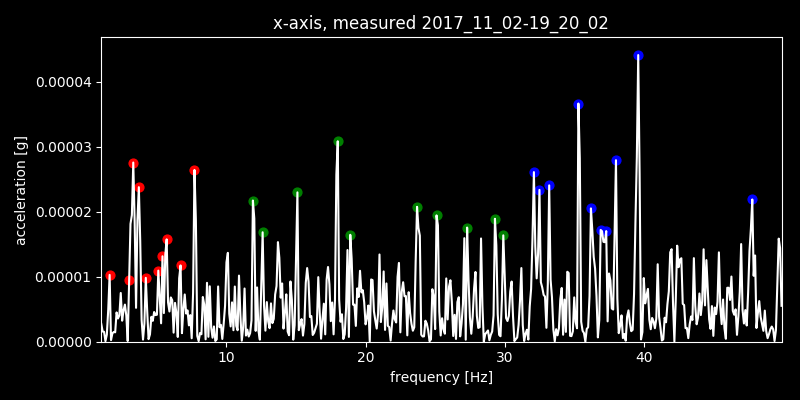 x-axis, measured 2017_11_02-19_20_02
0.00004
0.00003
0.00002
0.00001
0.00000
acceleration [g]
10 20 30 40
frequency [Hz]